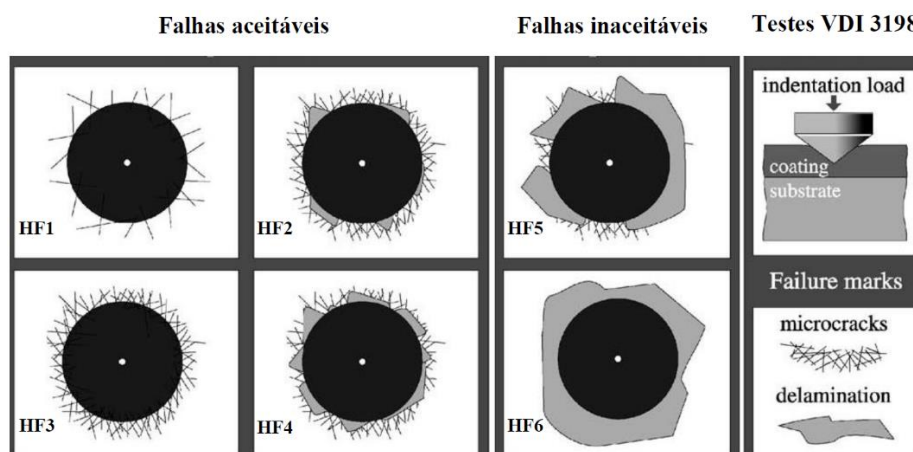 Falhas aceitáveis
Falhas inaceitáveis
Testes VDI 3198
HF1
HF2
HF5
HF3
HF4
HF6
indentation load
coating
substrate
Failure marks
microcracks
delamination